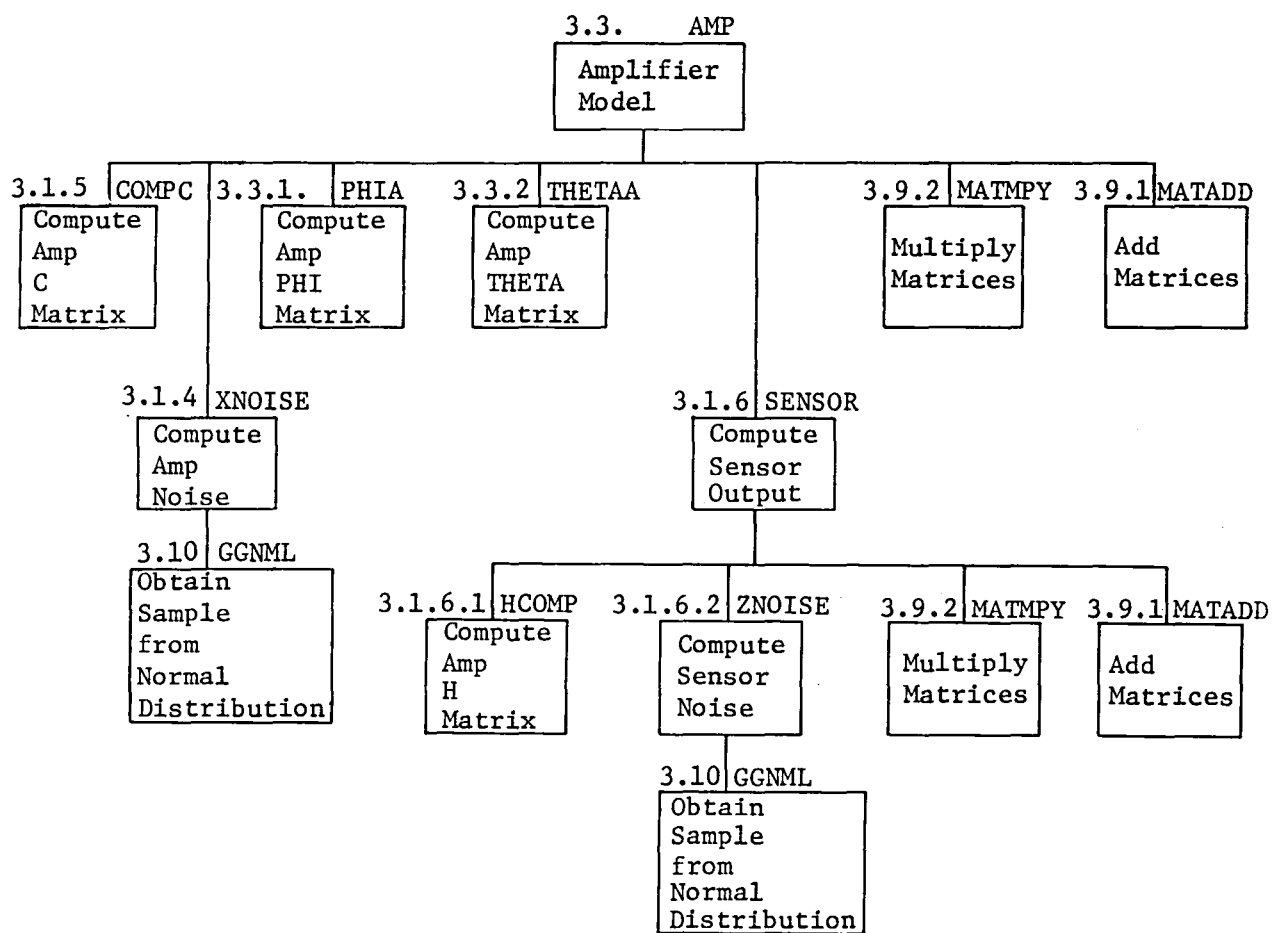 3.3. AMP
Amplifier
Model
3.1.5 COMPC
Compute
Amp
C
Matrix
3.3.1. PHIA
Compute
Amp
PHI
Matrix
3.3.2 THETAA
Compute
Amp
THETA
Matrix
3.9.2 MATMPY
Multiply
Matrices
3.9.1 MATADD
Add
Matrices
3.1.4 XNOISE
Compute
Amp
Noise
3.10 GGNML
Obtain
Sample
from
Normal
Distribution
3.1.6 SENSOR
Compute
Sensor
Output
3.1.6.1 HCOMP
Compute
Amp
H
Matrix
3.1.6.2 ZNOISE
Compute
Sensor
Noise
3.9.2 MATMPY
Multiply
Matrices
3.9.1 MATADD
Add
Matrices
3.10 GGNML
Obtain
Sample
from
Normal
Distribution